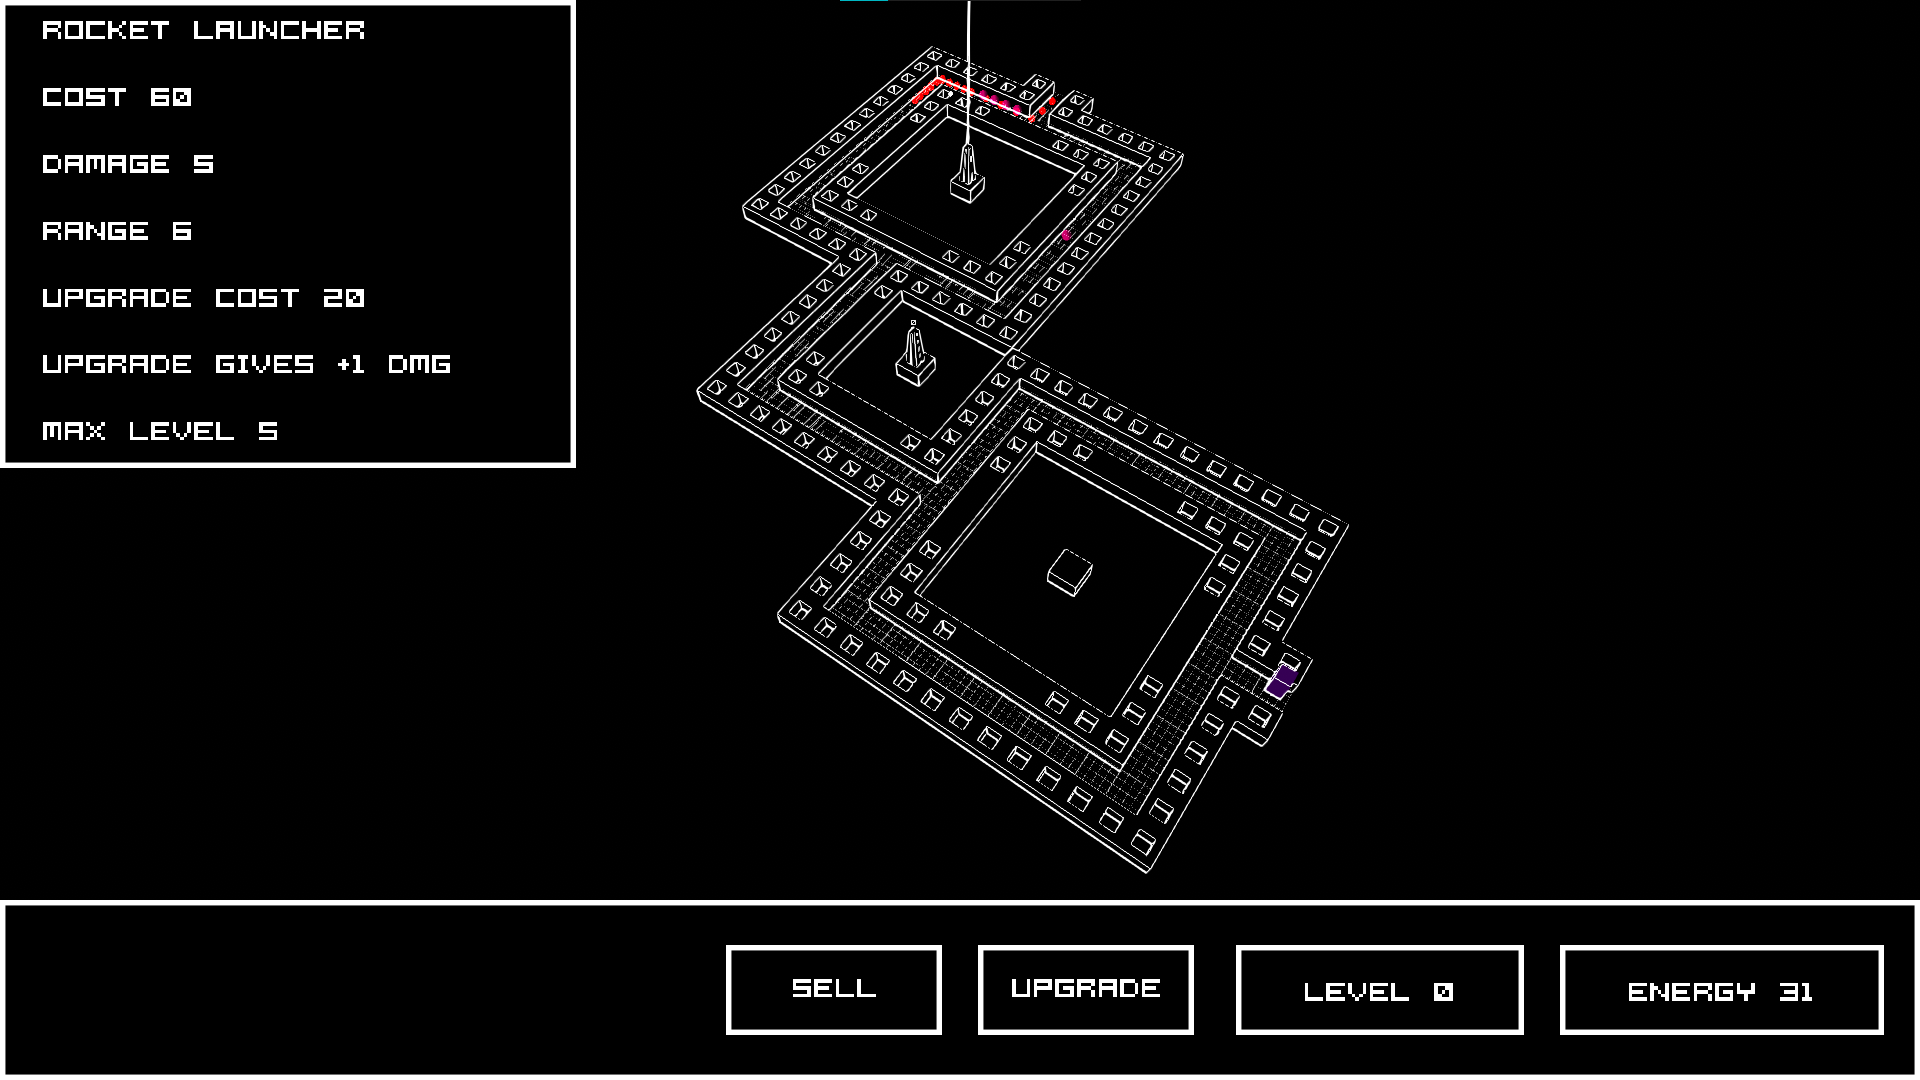 ROCKET LAUNCHER
COST 60
DAMAGE 5
RANGE 6
UPGRADE COST 20
UPGRADE GIVES +1 DMG
MAX LEVEL 5
SELL
UPGRADE
LEVEL 0
ENERGY 31